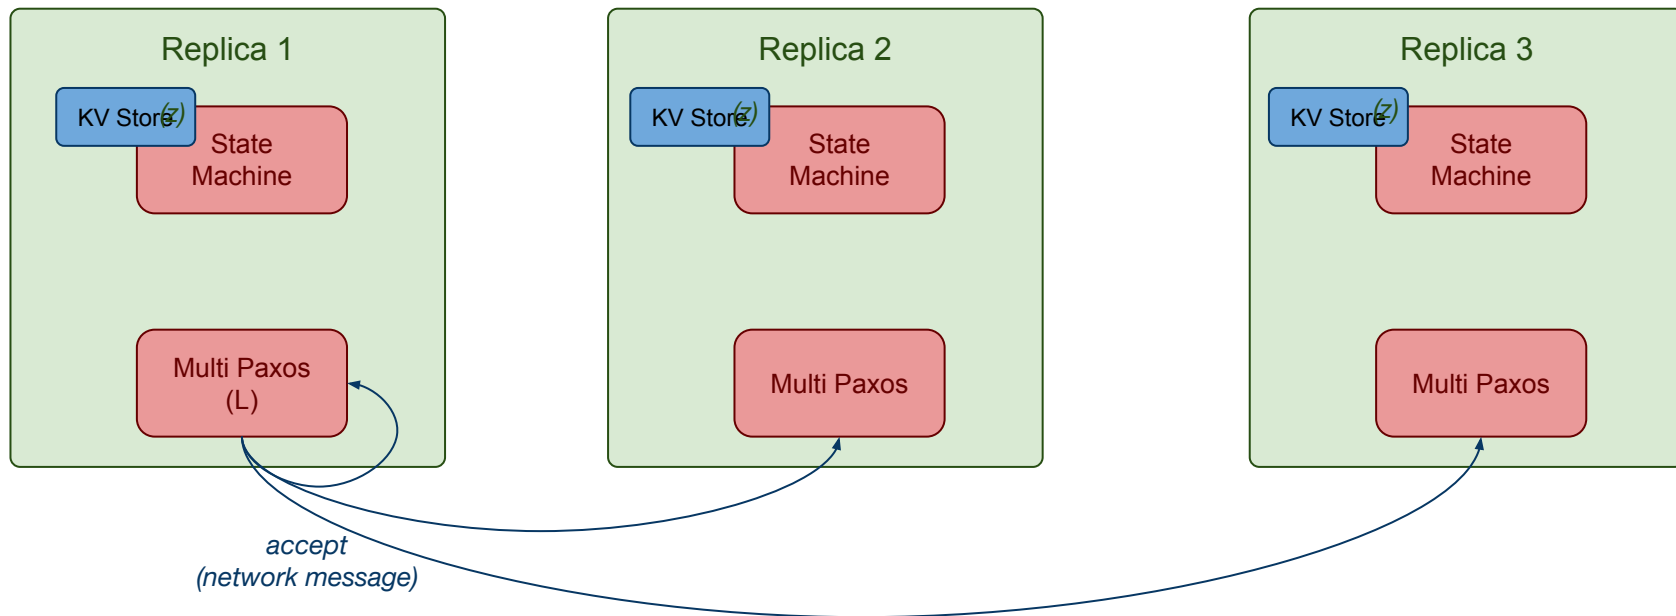 Replica 1
KV Store
(z)
State
Machine
Multi Paxos
(L)
Replica 2
KV Store
(z)
State
Machine
Multi Paxos
Replica 3
KV Store
(z)
State
Machine
Multi Paxos
accept
(network message)